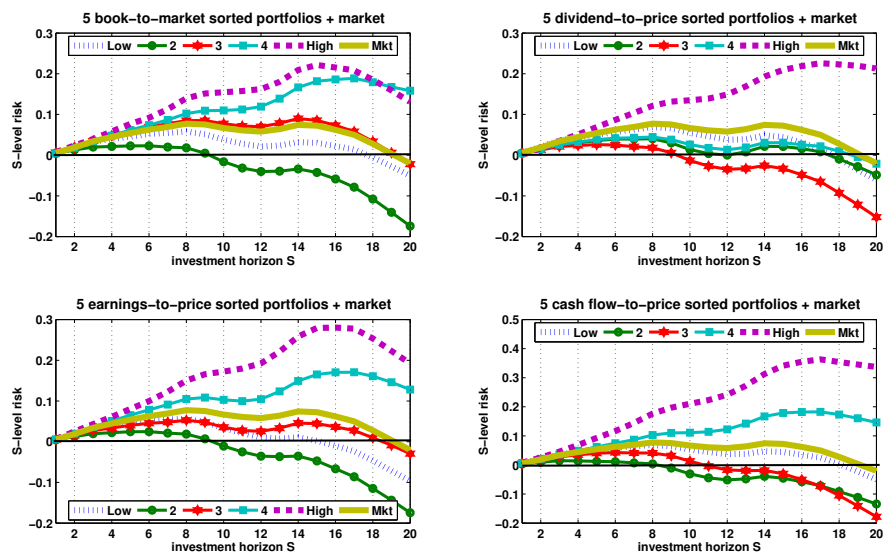 5 book−to−market sorted portfolios + market
0.3
0.2
0.1
0
−0.1
−0.2
S−level risk
Low 2 3 4 High Mkt
2 4 6 8 10 12 14 16 18 20
investment horizon S
5 dividend−to−price sorted portfolios + market
0.3
0.2
0.1
0
−0.1
−0.2
S−level risk
Low 2 3 4 High Mkt
2 4 6 8 10 12 14 16 18 20
investment horizon S
5 earnings−to−price sorted portfolios + market
0.3
0.2
0.1
0
−0.1
−0.2
S−level risk
Low 2 3 4 High Mkt
2 4 6 8 10 12 14 16 18 20
investment horizon S
5 cash flow−to−price sorted portfolios + market
0.5
0.4
0.3
0.2
0.1
0
−0.1
−0.2
S−level risk
Low 2 3 4 High Mkt
2 4 6 8 10 12 14 16 18 20
investment horizon S